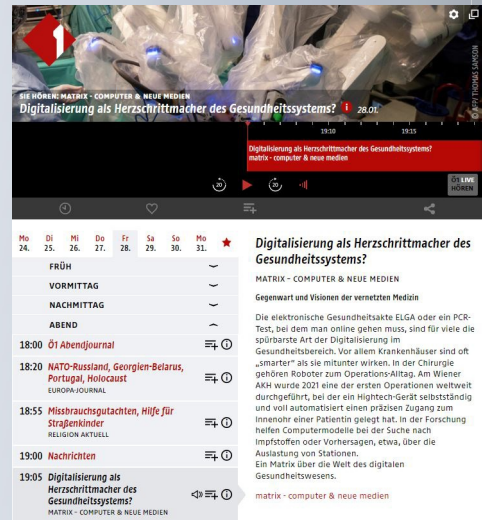 1
© AFP/THOMAS SAMSON
SIE HÖREN: MATRIX - COMPUTER & NEUE MEDIEN
Digitalisierung als Herzschrittmacher des Gesundheitssystems? i 28.01.
19:10 19:15
Digitalisierung als Herzschrittmacher des Gesundheitssystems?
matrix - computer & neue medien
20 20
Ö1 LIVE
HÖREN
Mo Di Mi Do Fr Sa So Mo
24. 25. 26. 27. 28. 29. 30. 31.
FRÜH
VORMITTAG
NACHMITTAG
ABEND
18:00 Ö1 Abendjournal
18:20 NATO-Russland, Georgien-Belarus,
Portugal, Holocaust
EUROPA-JOURNAL
18:55 Missbrauchsgutachten, Hilfe für
Straßenkinder
RELIGION AKTUELL
19:00 Nachrichten
19:05 Digitalisierung als
Herzschrittmacher des
Gesundheitssystems?
MATRIX - COMPUTER & NEUE MEDIEN
Digitalisierung als Herzschrittmacher des
Gesundheitssystems?
MATRIX - COMPUTER & NEUE MEDIEN
Gegenwart und Visionen der vernetzten Medizin
Die elektronische Gesundheitsakte ELGA oder ein PCR-
Test, bei dem man online gehen muss, sind für viele die
spürbarste Art der Digitalisierung im
Gesundheitsbereich. Vor allem Krankenhäuser sind oft
„smarter" als sie mitunter wirken. In der Chirurgie
gehören Roboter zum Operations-Alltag. Am Wiener
AKH wurde 2021 eine der ersten Operationen weltweit
durchgeführt, bei der ein Hightech-Gerät selbstständig
und voll automatisiert einen präzisen Zugang zum
Innenohr einer Patientin gelegt hat. In der Forschung
helfen Computermodelle bei der Suche nach
Impfstoffen oder Vorhersagen, etwa, über die
Auslastung von Stationen.
Ein Matrix über die Welt des digitalen
Gesundheitswesens.
matrix - computer & neue medien